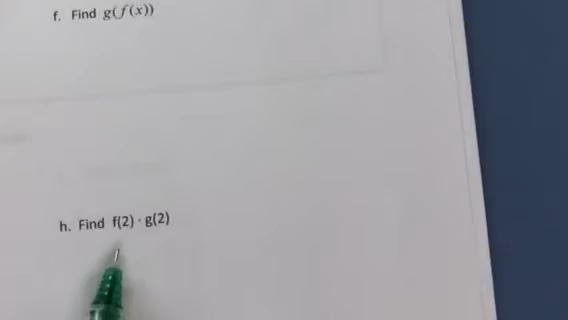 f. Find g(f(x))
h. Find f(2) · g(2)